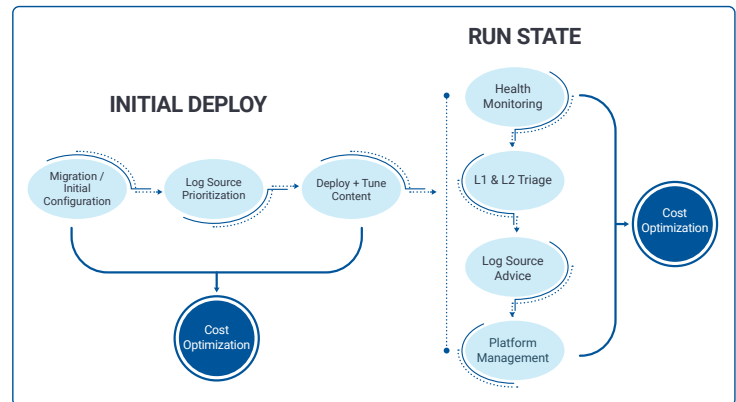 INITIAL DEPLOY
Migration /
Initial
Configuration
Log Source
Prioritization
Deploy + Tune
Content
Cost
Optimization
RUN STATE
Health
Monitoring
L1 & L2 Triage
Log Source
Advice
Platform
Management
Cost
Optimization